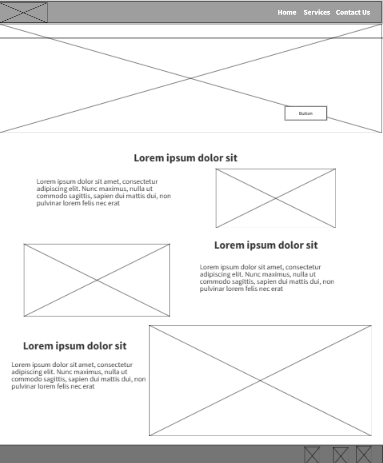 Home Services Contact Us
Button
Lorem ipsum dolor sit
Lorem ipsum dolor sit amet, consectetur
adipiscing elit. Nunc maximus, nulla ut
commodo sagittis, sapien dui mattis dui, non
pulvinar lorem felis nec erat
Lorem ipsum dolor sit
Lorem ipsum dolor sit amet, consectetur
adipiscing elit. Nunc maximus, nulla ut
commodo sagittis, sapien dui mattis dui, non
pulvinar lorem felis nec erat
Lorem ipsum dolor sit
Lorem ipsum dolor sit amet, consectetur
adipiscing elit. Nunc maximus, nulla ut
commodo sagittis, sapien dui mattis dui, non
pulvinar lorem felis nec erat